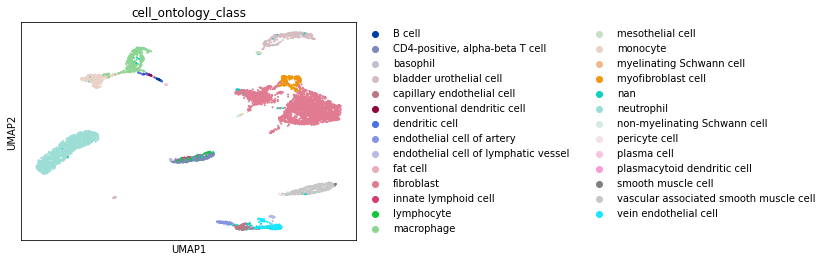 cell_ontology_class
UMAP2
UMAP1
B cell
CD4-positive, alpha-beta T cell
basophil
bladder urothelial cell
capillary endothelial cell
conventional dendritic cell
dendritic cell
endothelial cell of artery
endothelial cell of lymphatic vessel
fat cell
fibroblast
innate lymphoid cell
lymphocyte
macrophage
mesothelial cell
monocyte
myelinating Schwann cell
myofibroblast cell
nan
neutrophil
non-myelinating Schwann cell
pericyte cell
plasma cell
plasmacytoid dendritic cell
smooth muscle cell
vascular associated smooth muscle cell
vein endothelial cell